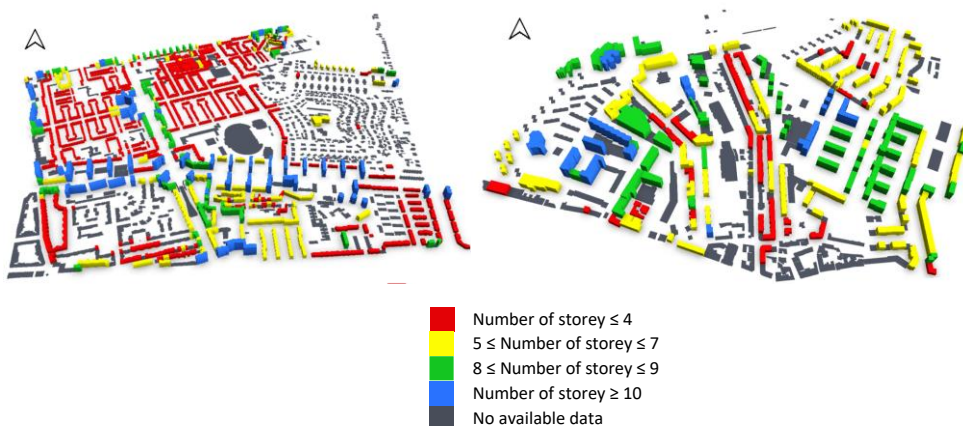 Number of storey ≤ 4
5 ≤ Number of storey ≤ 7
8 ≤ Number of storey ≤ 9
Number of storey ≥ 10
No available data